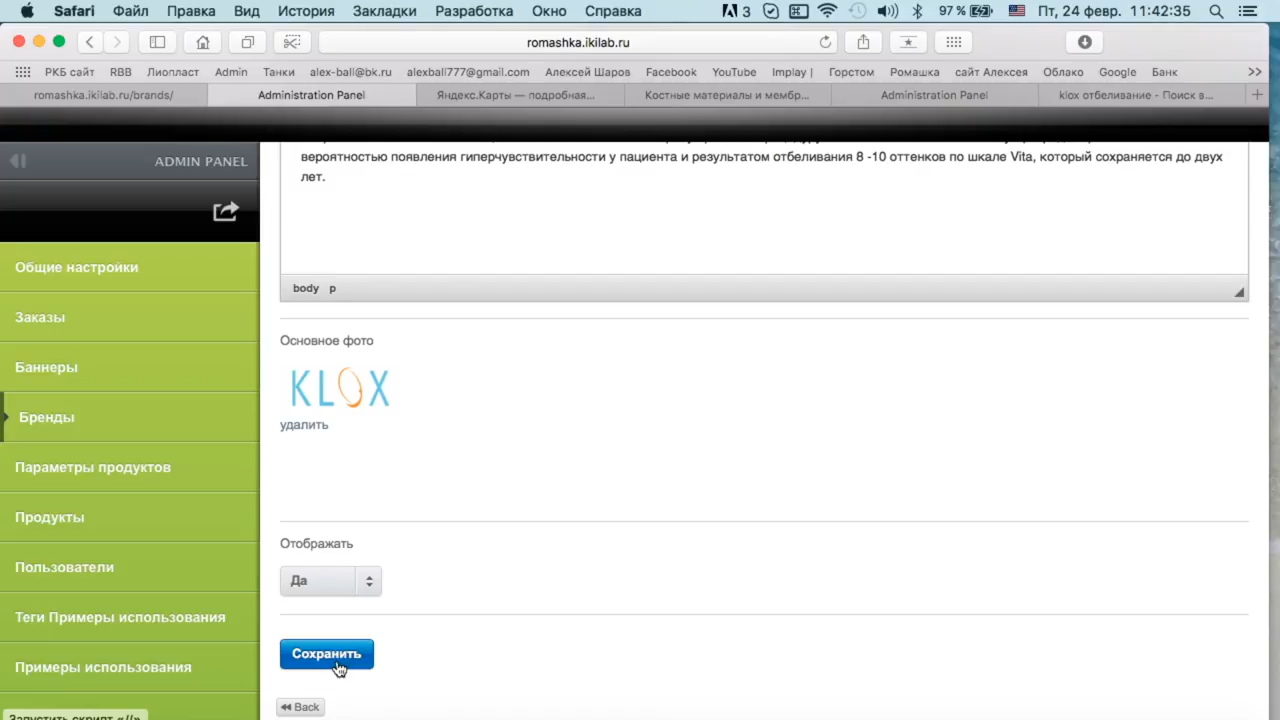 Safari Файл Правка Вид История Закладки Разработка Окно Справка 3 97 % Пт, 24 февр. 11:42:35
romashka.ikilab.ru
РКБ сайт RBB Лиопласт Admin Танки alex-bali@bk.ru alexbali777@gmail.com Алексей Шаров Facebook YouTube Implay | Горстом Ромашка сайт Алексея Облако Google Банк
romashka.ikilab.ru/brands/ Administration Panel Яндекс.Карты — подробная... Костные материалы и мембр... Administration Panel klox отбеливание - Поиск в...
ADMIN PANEL
вероятностью появления гиперчувствительности у пациента и результатом отбеливания 8 -10 оттенков по шкале Vita, который сохраняется до двух
лет.
body p
Общие настройки
Заказы
Баннеры
Бренды
Параметры продуктов
Продукты
Пользователи
Теги Примеры использования
Примеры использования
Запустить скрипт «//»
Основное фото
KLOX
удалить
Отображать
Да
Сохранить
Back